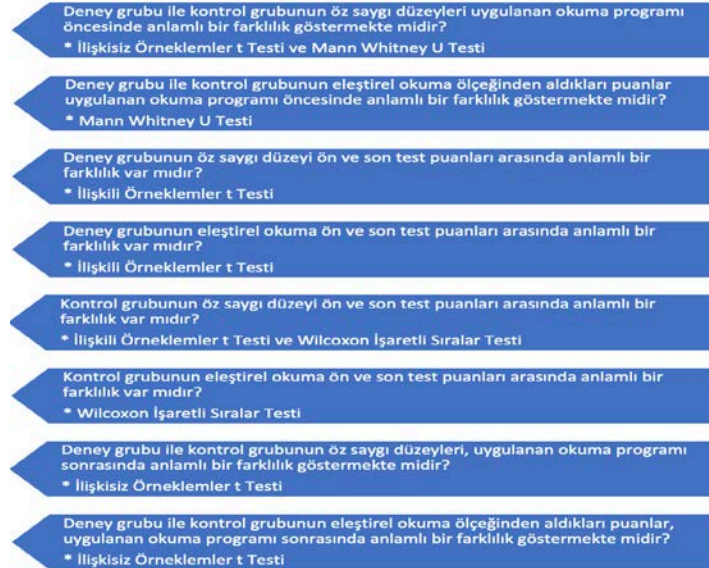 Deney grubu ile kontrol grubunun öz saygı düzeyleri uygulanan okuma programı
öncesinde anlamlı bir farklılık göstermekte midir?
* İlişkisiz Örneklemler t Testi ve Mann Whitney U Testi
Deney grubu ile kontrol grubunun eleştirel okuma ölçeğinden aldıkları puanlar
uygulanan okuma programı öncesinde anlamlı bir farklılık göstermekte midir?
* Mann Whitney U Testi
Deney grubunun öz saygı düzeyi ön ve son test puanları arasında anlamlı bir
farklılık var mıdır?
* İlişkili Örneklemler t Testi
Deney grubunun eleştirel okuma ön ve son test puanları arasında anlamlı bir
farklılık var mıdır?
* İlişkili Örneklemler t Testi
Kontrol grubunun öz saygı düzeyi ön ve son test puanları arasında anlamlı bir
farklılık var mıdır?
* İlişkili Örneklemler t Testi ve Wilcoxon İşaretli Sıralar Testi
Kontrol grubunun eleştirel okuma ön ve son test puanları arasında anlamlı bir
farklılık var mıdır?
* Wilcoxon İşaretli Sıralar Testi
Deney grubu ile kontrol grubunun öz saygı düzeyleri, uygulanan okuma programı
sonrasında anlamlı bir farklılık göstermekte midir?
* İlişkisiz Örneklemler t Testi
Deney grubu ile kontrol grubunun eleştirel okuma ölçeğinden aldıkları puanlar,
uygulanan okuma programı sonrasında anlamlı bir farklılık göstermekte midir?
* İlişkisiz Örneklemler t Testi